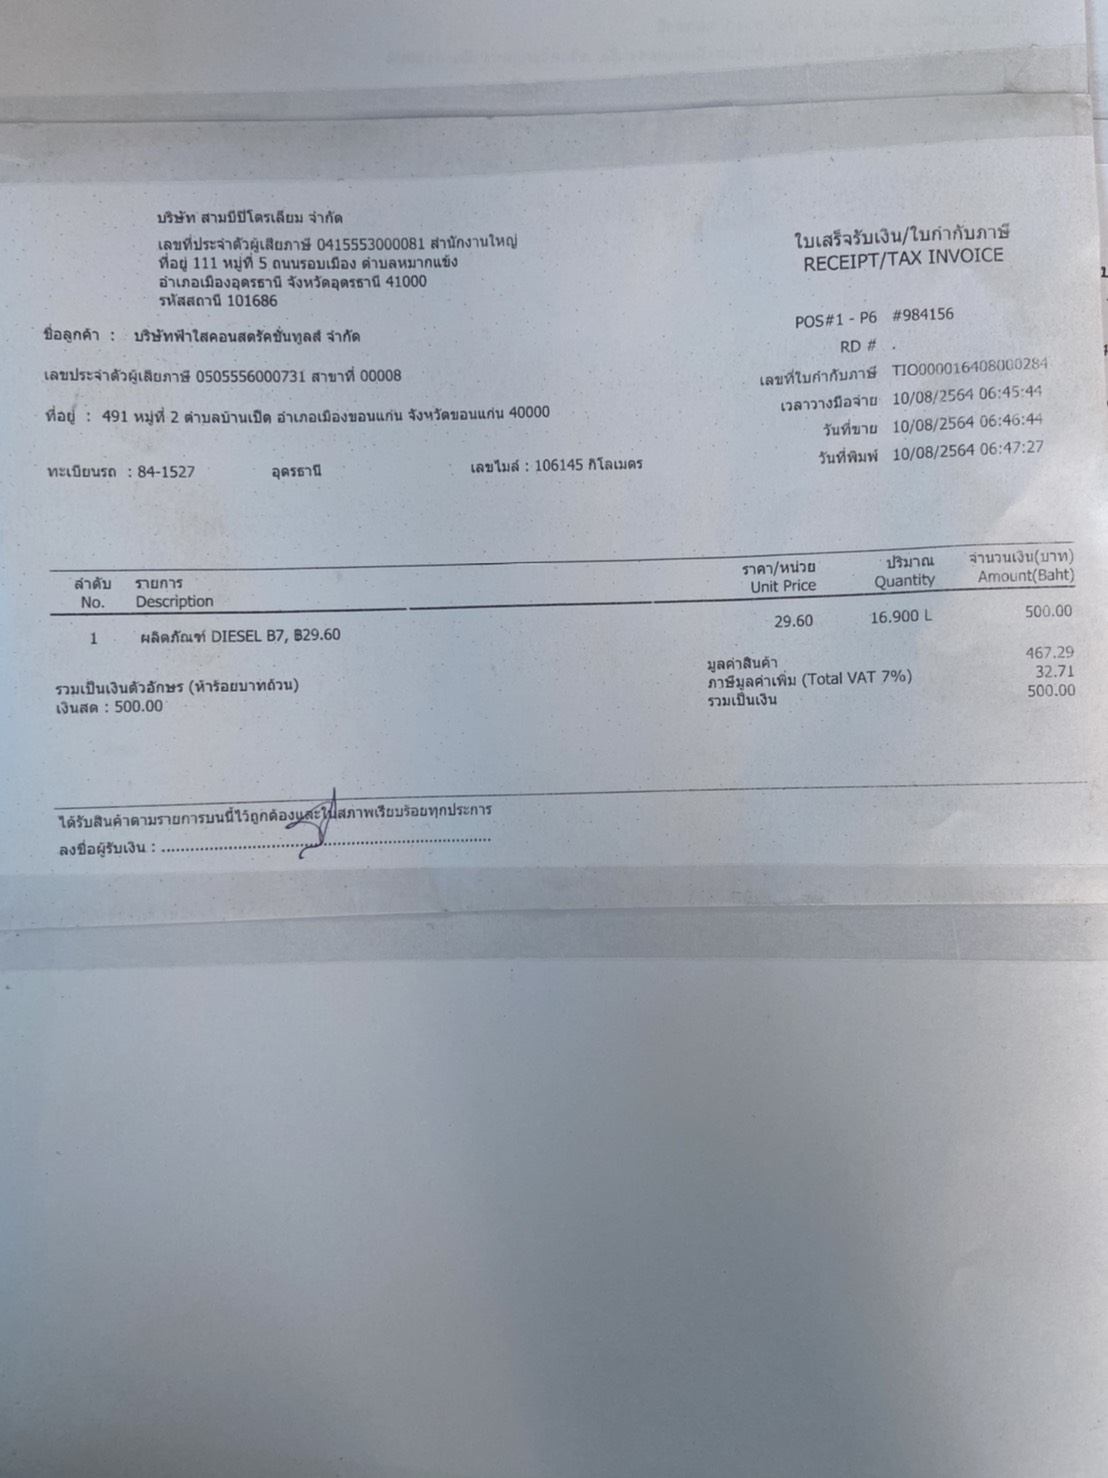 บริษัท สามบีปิโตรเลียม จำกัด
เลขที่ประจำตัวผู้เสียภาษี 0415553000081 สำนักงานใหญ่
ที่อยู่ 111 หมู่ที่ 5 ถนนรอบเมือง ตำบลหมากแข้ง
อำเภอเมืองอุดรธานี จังหวัดอุดรธานี 41000
รหัสสถานี 101686
ใบเสร็จรับเงิน/ใบกำกับภาษี
RECEIPT/TAX INVOICE
ชื่อลูกค้า : บริษัทฟ้าใสคอนสตรัคชั่นทูลส์ จำกัด
เลขประจำตัวผู้เสียภาษี 0505556000731 สาขาที่ 00008
ที่อยู่ : 491 หมู่ที่ 2 ตำบลบ้านเป็ด อำเภอเมืองขอนแก่น จังหวัดขอนแก่น 40000
ทะเบียนรถ : 84-1527 อุดรธานี เลขไมล์ : 106145 กิโลเมตร
POS#1 - P6 #984156
RD # .
เลขที่ใบกำกับภาษี TIO000016408000284
เวลาวางมือจ่าย 10/08/2564 06:45:44
วันที่ขาย 10/08/2564 06:46:44
วันที่พิมพ์ 10/08/2564 06:47:27
ลำดับ รายการ ราคา/หน่วย ปริมาณ จำนวนเงิน(บาท)
No. Description Unit Price Quantity Amount(Baht)
1 ผลิตภัณฑ์ DIESEL B7, ฿29.60 29.60 16.900 L 500.00
มูลค่าสินค้า 467.29
ภาษีมูลค่าเพิ่ม (Total VAT 7%) 32.71
รวมเป็นเงิน 500.00
รวมเป็นเงินตัวอักษร (ห้าร้อยบาทถ้วน)
เงินสด : 500.00
ได้รับสินค้าตามรายการบนนี้ไว้ถูกต้องและในสภาพเรียบร้อยทุกประการ
ลงชื่อผู้รับเงิน : ......................................................................